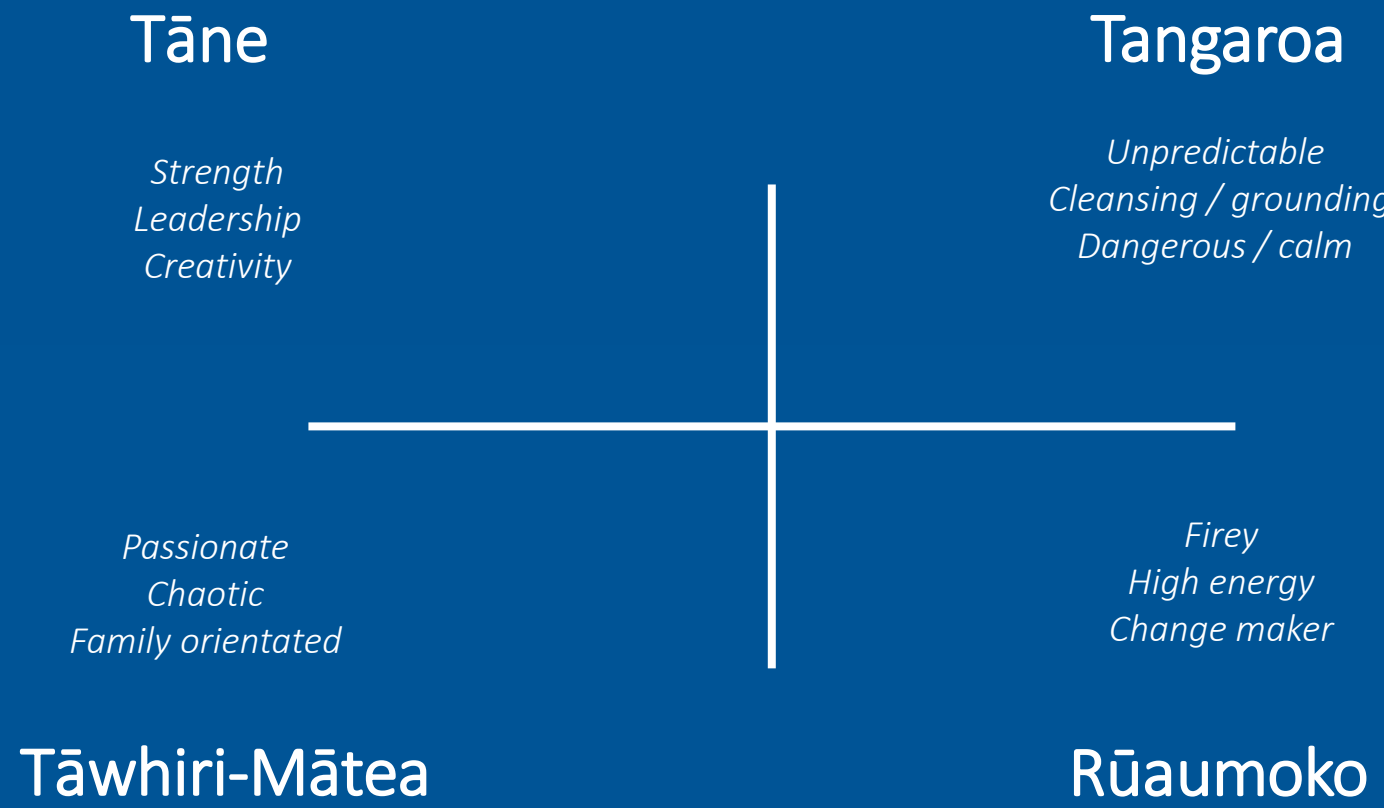 Tāne
Strength
Leadership
Creativity
Tangaroa
Unpredictable
Cleansing / grounding
Dangerous / calm
Passionate
Chaotic
Family orientated
Tāwhiri-Mātea
Firey
High energy
Change maker
Rūaumoko